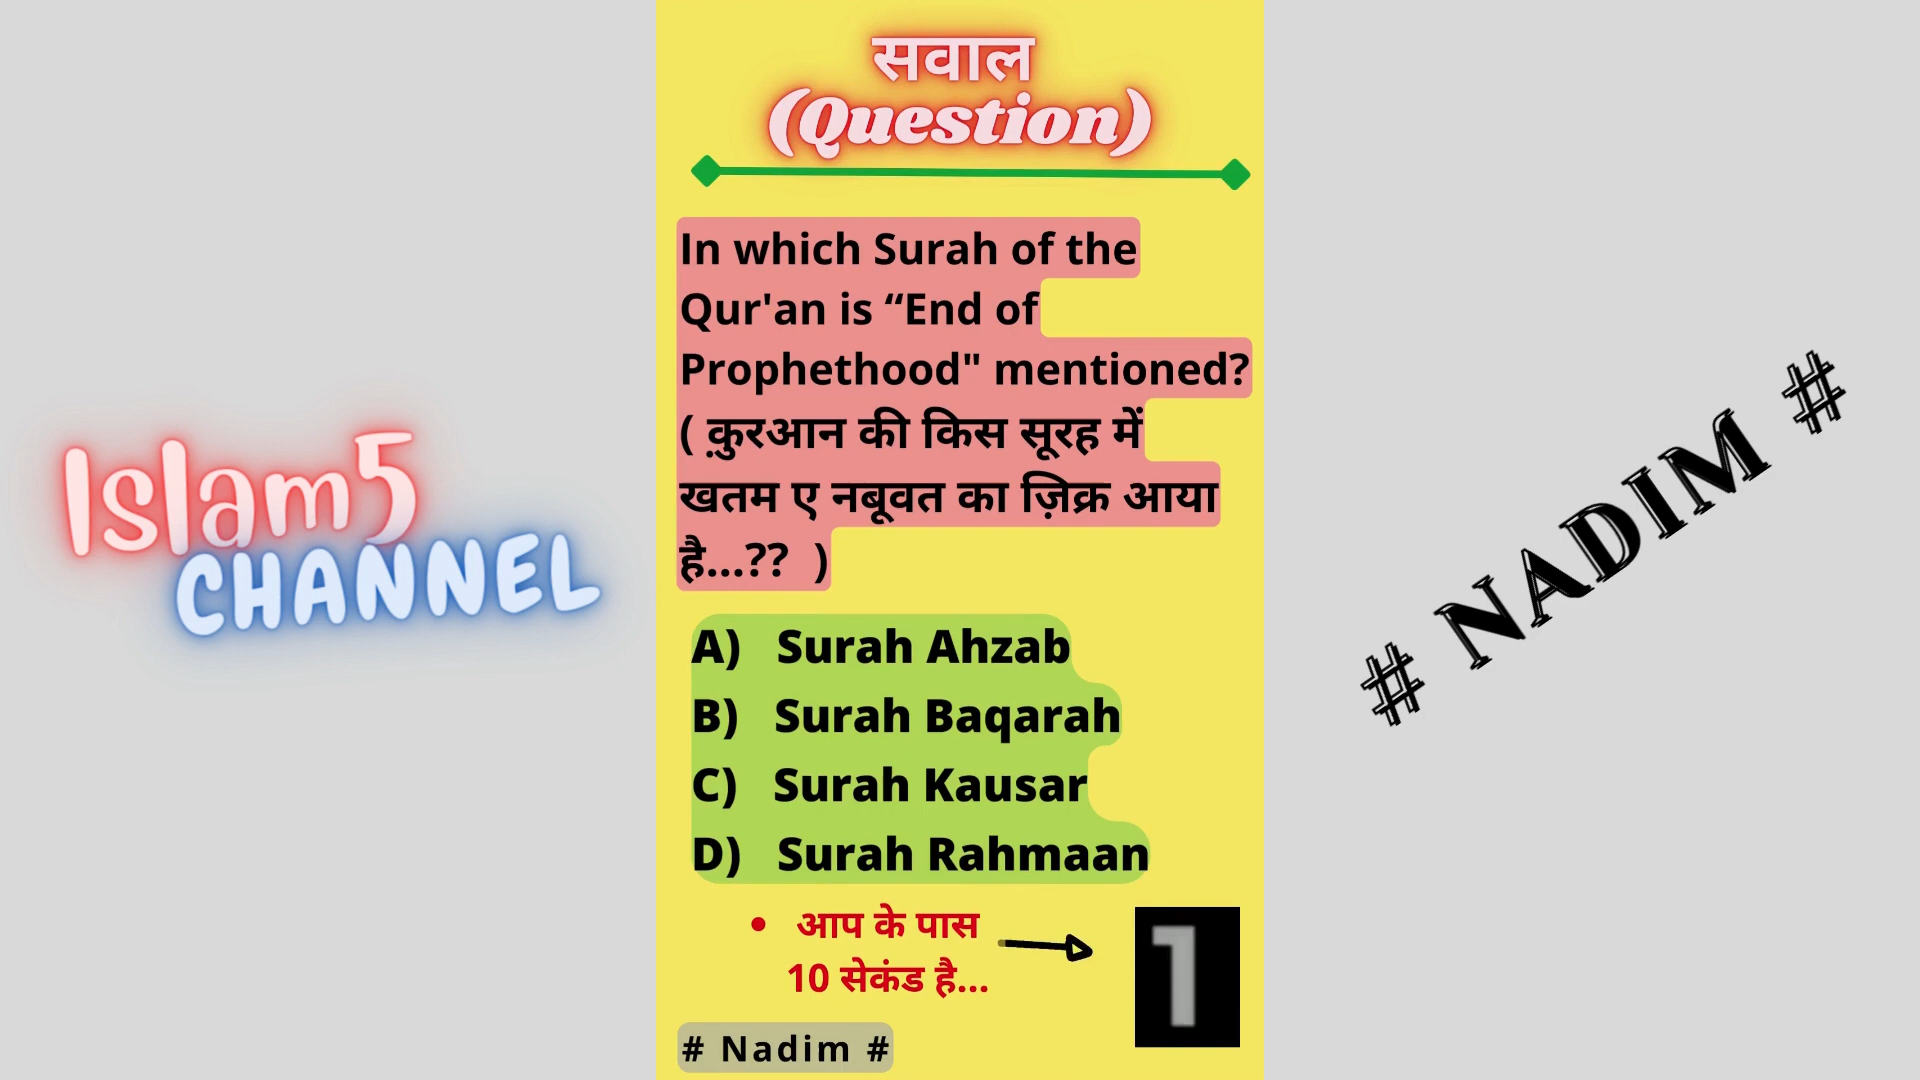 सवाल
(Question)
In which Surah of the
Qur'an is “End of
Prophethood" mentioned?
( क़ुरआन की किस सूरह में
खतम ए नबूवत का ज़िक्र आया
है...?? )
A) Surah Ahzab
B) Surah Baqarah
C) Surah Kausar
D) Surah Rahmaan
• आप के पास
10 सेकंड है...
1
# Nadim #
Islam5
CHANNEL
# NADIM #